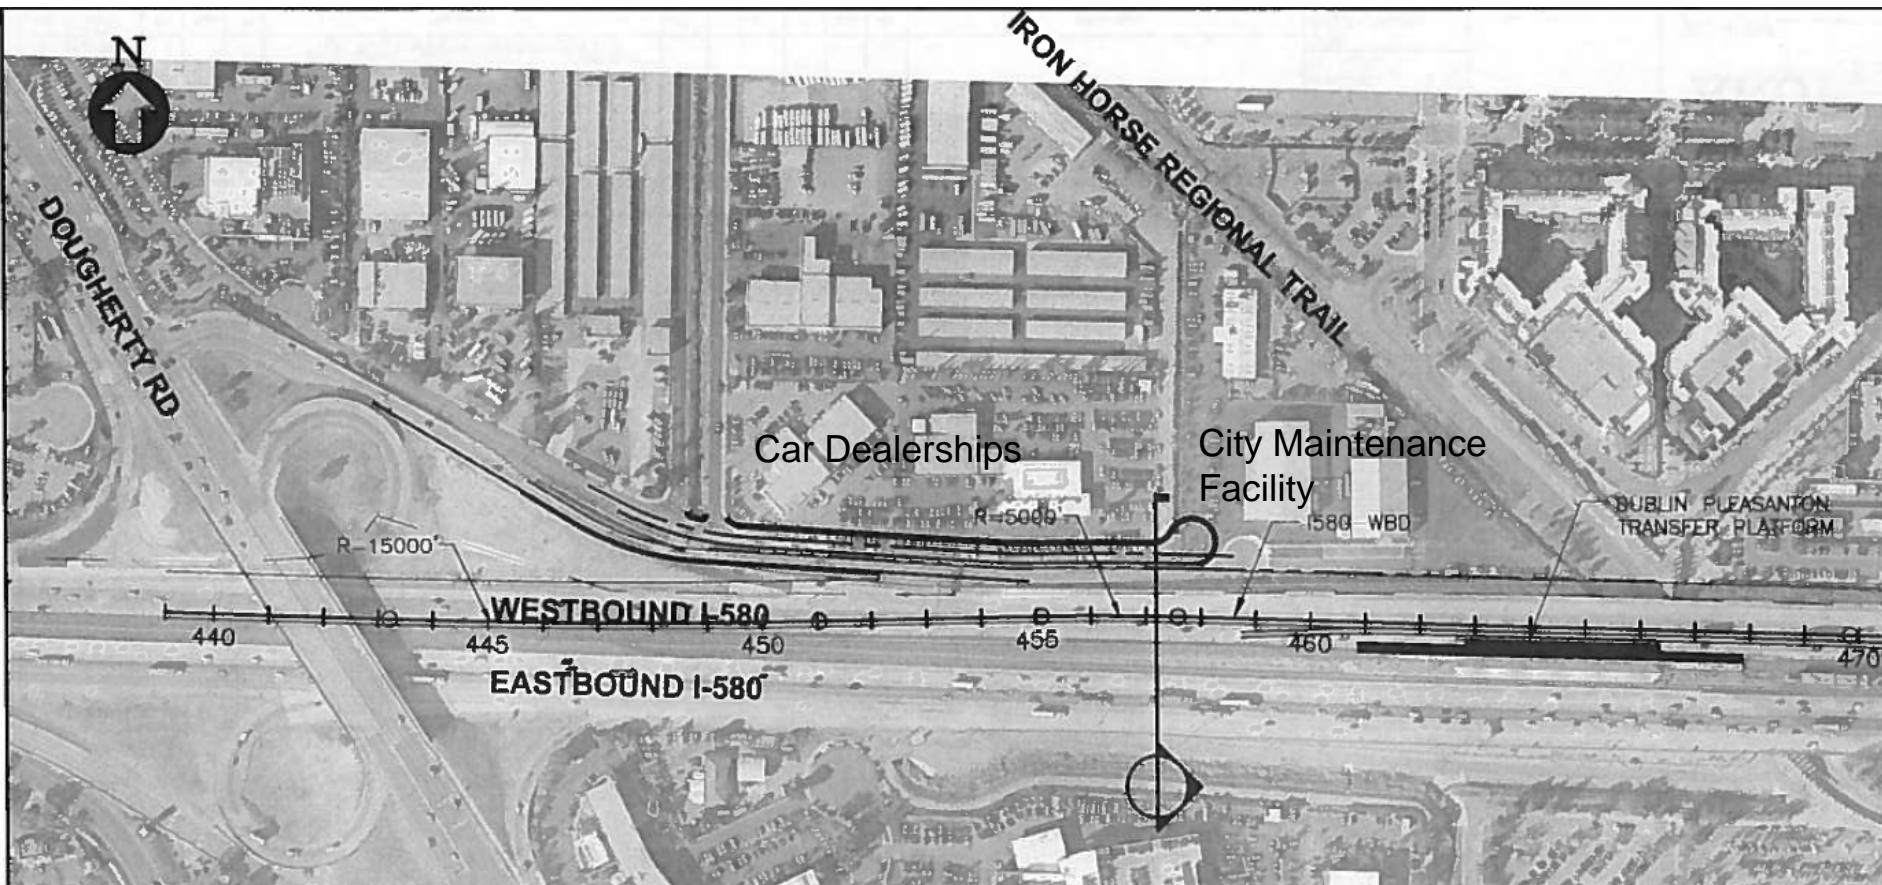 IRON HORSE REGIONAL TRAIL
N
DOUGHERTY RD
Car Dealerships
City Maintenance
Facility
R-5000'
I580 WBD
DUBLIN PLEASANTON
TRANSFER PLATFORM
R-15000'
WESTBOUND I-580
440
445
450
455
460
470
EASTBOUND I-580